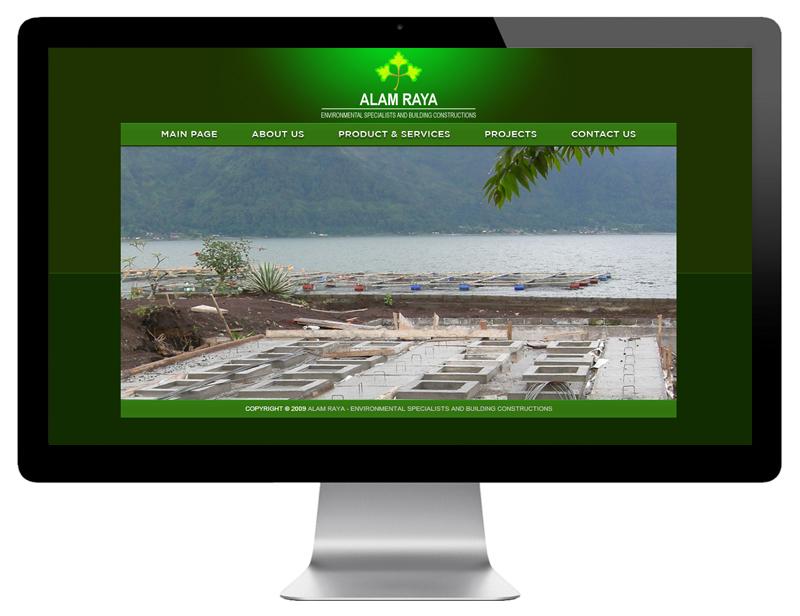 ALAM RAYA
ENVIRONMENTAL SPECIALISTS AND BUILDING CONSTRUCTIONS
MAIN PAGE ABOUT US PRODUCT & SERVICES PROJECTS CONTACT US
COPYRIGHT © 2009 ALAM RAYA - ENVIRONMENTAL SPECIALISTS AND BUILDING CONSTRUCTIONS